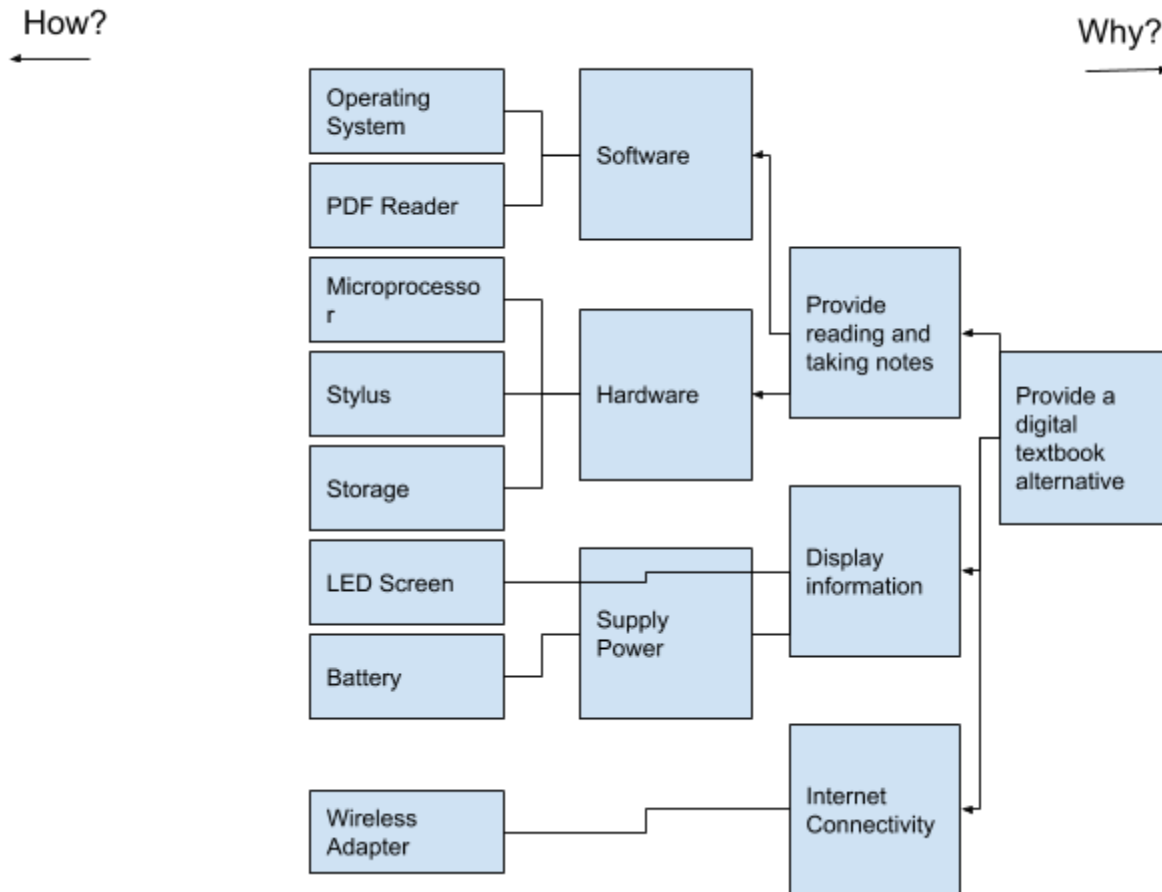 How?
Why?
Operating
System
Software
PDF Reader
Microprocesso
r
Provide
reading and
taking notes
Stylus
Hardware
Provide a
digital
textbook
alternative
Storage
LED Screen
Display
information
Supply
Power
Battery
Wireless
Adapter
Internet
Connectivity